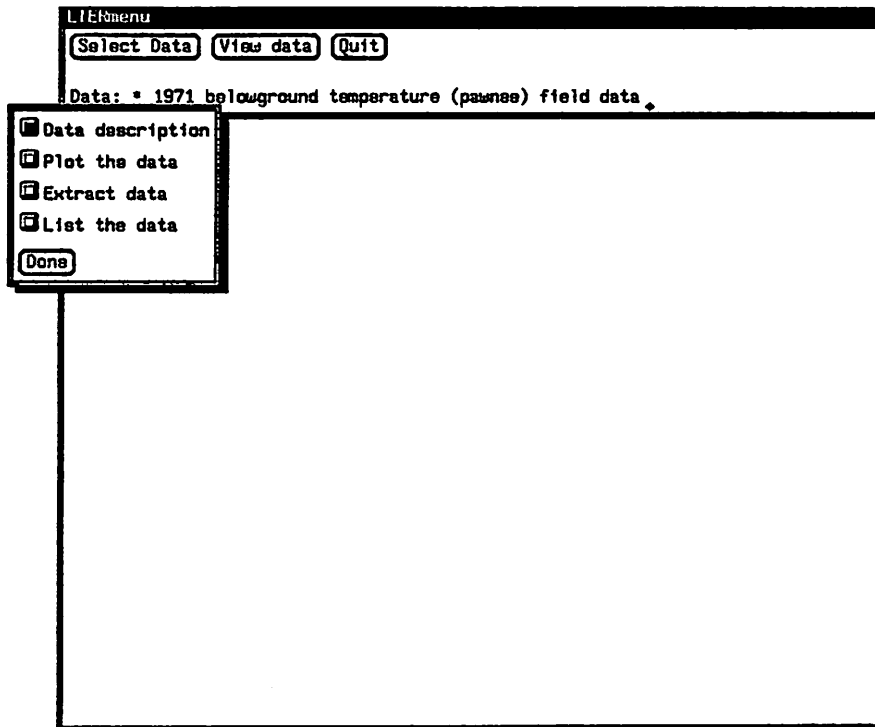 LTERmenu
Select Data View data Quit
Data: * 1971 belowground temperature (pawnee) field data
Data description
Plot the data
Extract data
List the data
Done